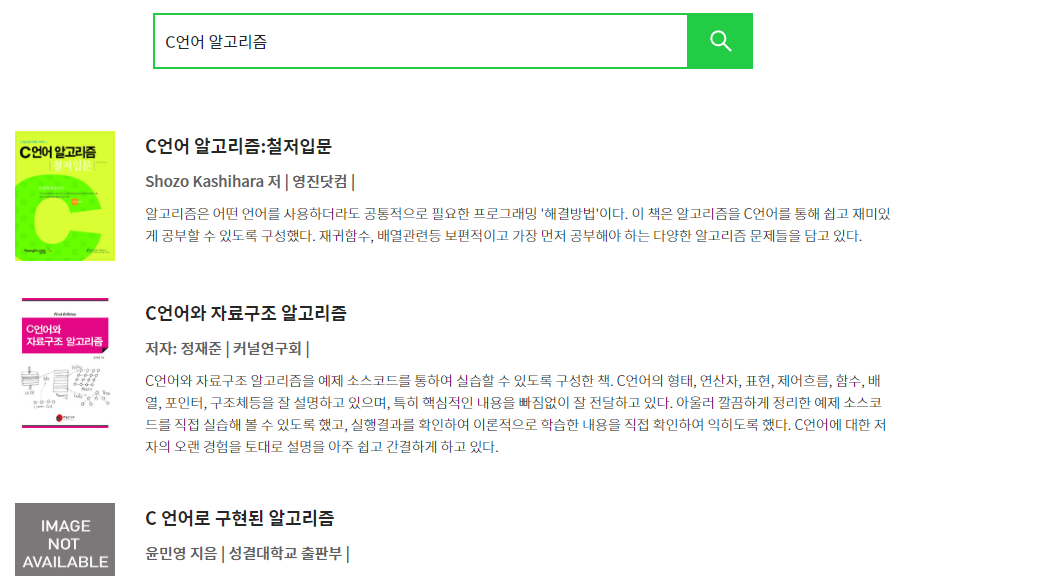 C언어 알고리즘
C언어 알고리즘
철저입문
C언어 알고리즘:철저입문
Shozo Kashihara 저 | 영진닷컴 |
알고리즘은 어떤 언어를 사용하더라도 공통적으로 필요한 프로그래밍 '해결방법'이다. 이 책은 알고리즘을 C언어를 통해 쉽고 재미있
게 공부할 수 있도록 구성했다. 재귀함수, 배열관련등 보편적이고 가장 먼저 공부해야 하는 다양한 알고리즘 문제들을 담고 있다.
First Edition
C언어와
자료구조 알고리즘
C언어와 자료구조 알고리즘
저자: 정재준 | 커널연구회 |
C언어와 자료구조 알고리즘을 예제 소스코드를 통하여 실습할 수 있도록 구성한 책. C언어의 형태, 연산자, 표현, 제어흐름, 함수, 배
열, 포인터, 구조체등을 잘 설명하고 있으며, 특히 핵심적인 내용을 빠짐없이 잘 전달하고 있다. 아울러 깔끔하게 정리한 예제 소스코
드를 직접 실습해 볼 수 있도록 했고, 실행결과를 확인하여 이론적으로 학습한 내용을 직접 확인하여 익히도록 했다. C언어에 대한 저
자의 오랜 경험을 토대로 설명을 아주 쉽고 간결하게 하고 있다.
IMAGE
NOT
AVAILABLE
C 언어로 구현된 알고리즘
윤민영 지음 | 성결대학교 출판부 |